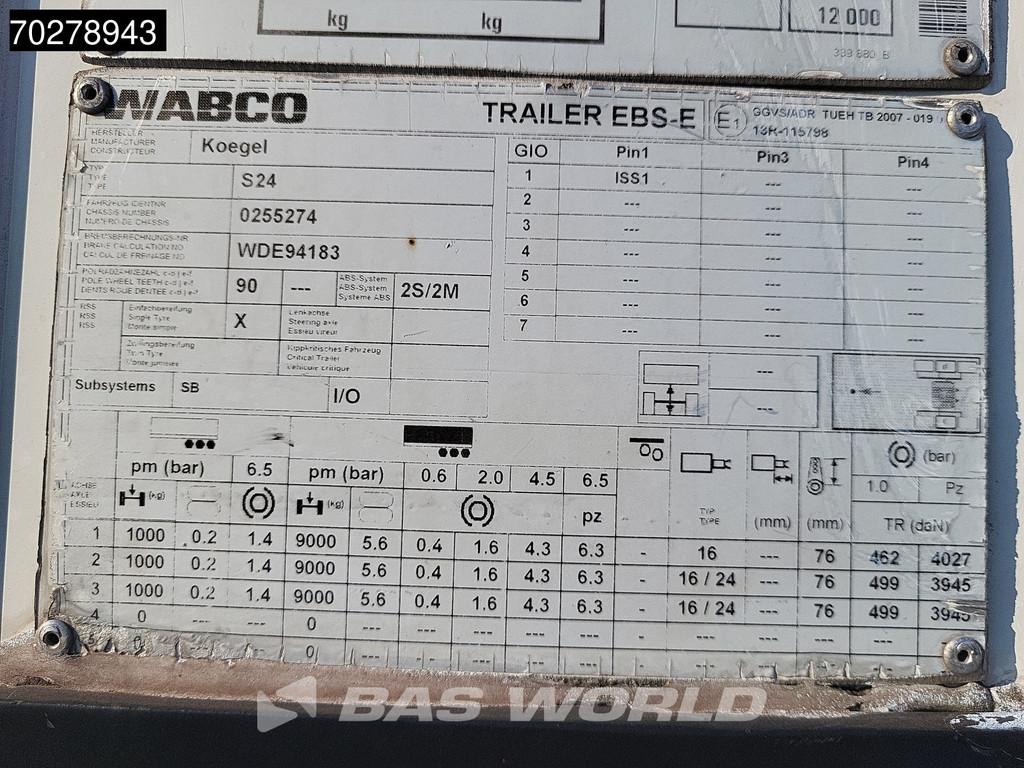 70278943
kg kg
12 000
399 880 B
WABCO TRAILER EBS-E E1 GGVS/ADR TUEH TB 2007 - 019
13R-115798
HERSTELLER
MANUFACTURER
CONSTRUCTEUR
Koegel
TYP
TYPE
TYPE
S24
FAHRZEUG IDENTNR
CHASSIS NUMBER
NUMERO DE CHASSIS
0255274
BREMSBERECHNUNGS-NR
BRAKE CALCULATION NO
CALCUL DE FREINAGE NO
WDE94183
POLRADZAHNEZAHL c-d | e-f
POLE WHEEL TEETH c-d | e-f
DENTS ROUE DENTEE c-d | e-f
90 ---
ABS-System
ABS-System
Systeme ABS
2S/2M
RSS
RSS
RSS
Einfachbereifung
Single Tyre
Monte simple
X
Lenkachse
Steering axle
Essieu vireur
Zwillingsbereifung
Twin Tyre
Monte jumelee
Kippkritisches Fahrzeug
Critical Trailer
Vehicule critique
Subsystems SB I/O
GIO Pin1 Pin3 Pin4
1 ISS1 --- ---
2 --- --- ---
3 --- --- ---
4 --- --- ---
5 --- --- ---
6 --- --- ---
7 --- --- ---
---
---
pm (bar) 6.5 pm (bar) 0.6 2.0 4.5 6.5 (bar)
1.0 Pz
ACHSE
AXLE
ESSIEU
(kg) (kg) pz
TYP
TYPE
(mm) (mm) TR (daN)
1 1000 0.2 1.4 9000 5.6 0.4 1.6 4.3 6.3 - 16 --- 76 462 4027
2 1000 0.2 1.4 9000 5.6 0.4 1.6 4.3 6.3 - 16 / 24 --- 76 499 3945
3 1000 0.2 1.4 9000 5.6 0.4 1.6 4.3 6.3 - 16 / 24 --- 76 499 3945
4 0 --- --- 0 --- --- --- --- --- - --- --- --- --- ---
5 0 --- --- 0 --- --- --- --- --- - --- --- --- --- ---
BAS WORLD